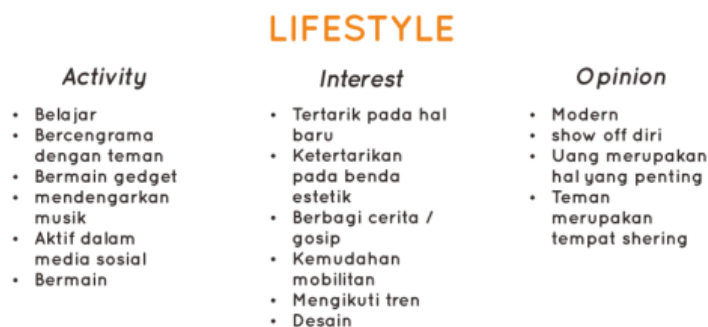 LIFESTYLE
Activity
• Belajar
• Bercengrama
dengan teman
• Bermain gedget
• mendengarkan
musik
• Aktif dalam
media sosial
• Bermain
Interest
• Tertarik pada hal
baru
• Ketertarikan
pada benda
estetik
• Berbagi cerita /
gosip
• Kemudahan
mobilitan
• Mengikuti tren
• Desain
Opinion
• Modern
• show off diri
• Uang merupakan
hal yang penting
• Teman
merupakan
tempat shering